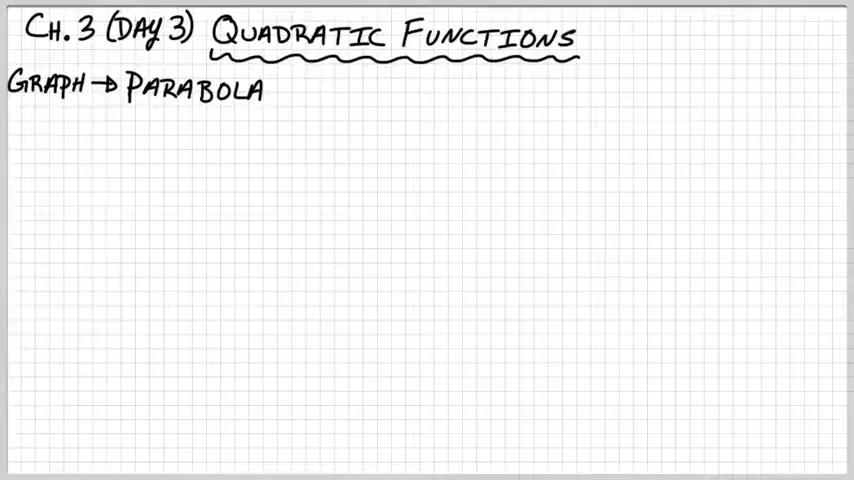 CH. 3 (DAY 3) QUADRATIC FUNCTIONS
GRAPH → PARABOLA